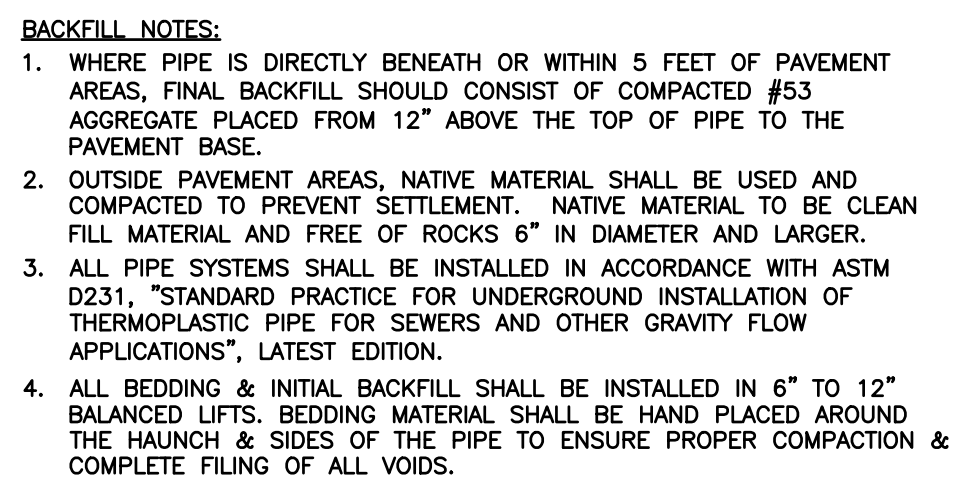 BACKFILL NOTES:
1. WHERE PIPE IS DIRECTLY BENEATH OR WITHIN 5 FEET OF PAVEMENT
AREAS, FINAL BACKFILL SHOULD CONSIST OF COMPACTED #53
AGGREGATE PLACED FROM 12" ABOVE THE TOP OF PIPE TO THE
PAVEMENT BASE.
2. OUTSIDE PAVEMENT AREAS, NATIVE MATERIAL SHALL BE USED AND
COMPACTED TO PREVENT SETTLEMENT. NATIVE MATERIAL TO BE CLEAN
FILL MATERIAL AND FREE OF ROCKS 6" IN DIAMETER AND LARGER.
3. ALL PIPE SYSTEMS SHALL BE INSTALLED IN ACCORDANCE WITH ASTM
D231, "STANDARD PRACTICE FOR UNDERGROUND INSTALLATION OF
THERMOPLASTIC PIPE FOR SEWERS AND OTHER GRAVITY FLOW
APPLICATIONS", LATEST EDITION.
4. ALL BEDDING & INITIAL BACKFILL SHALL BE INSTALLED IN 6" TO 12"
BALANCED LIFTS. BEDDING MATERIAL SHALL BE HAND PLACED AROUND
THE HAUNCH & SIDES OF THE PIPE TO ENSURE PROPER COMPACTION &
COMPLETE FILING OF ALL VOIDS.